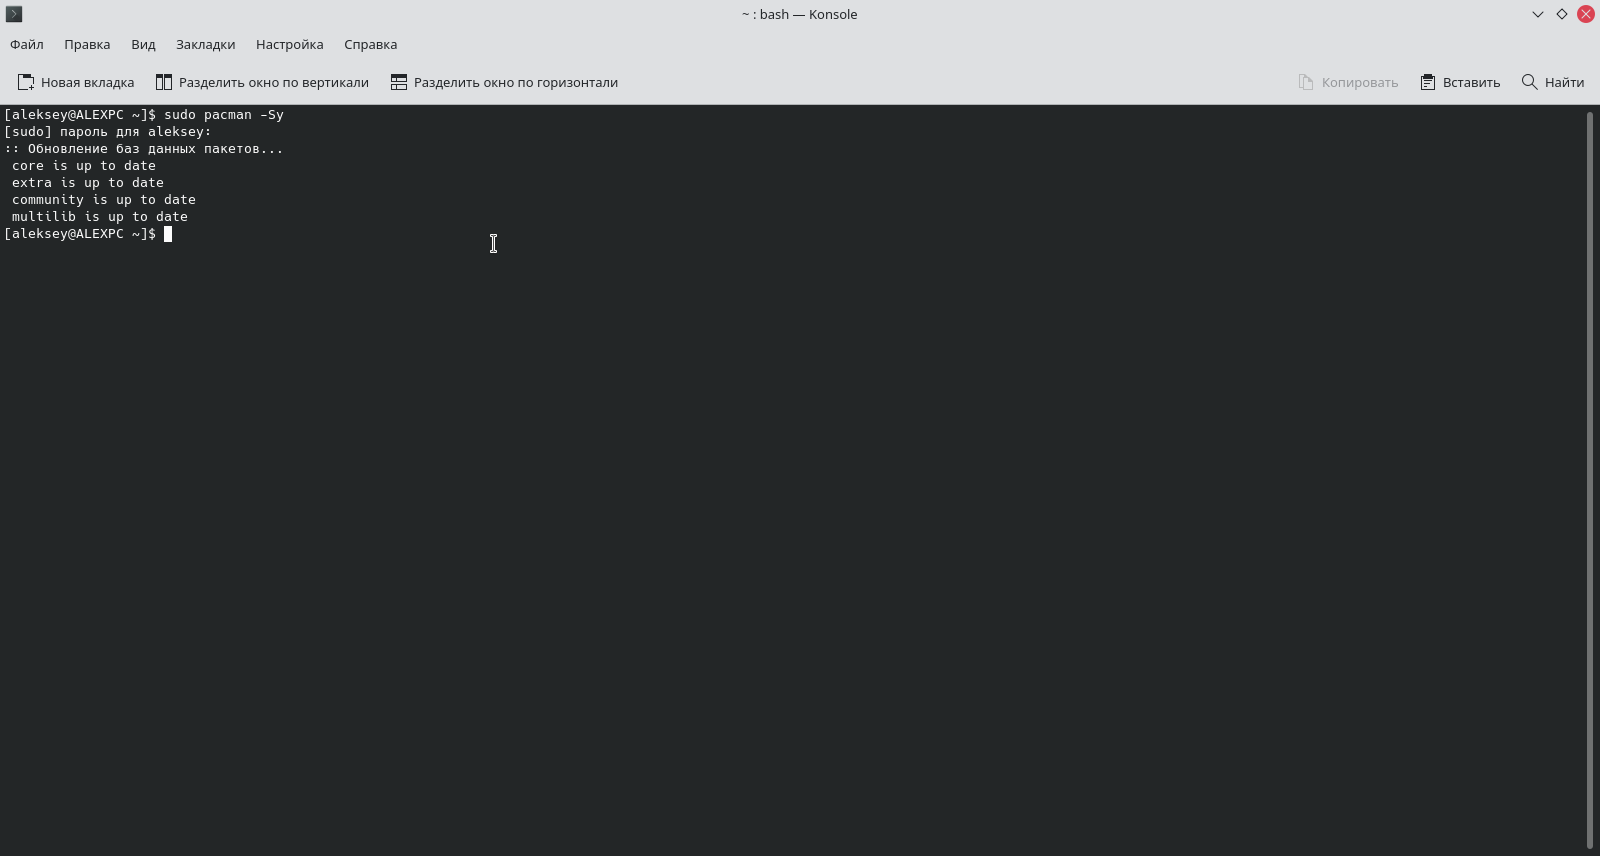 ~ : bash — Konsole
Файл Правка Вид Закладки Настройка Справка
Новая вкладка Разделить окно по вертикали Разделить окно по горизонтали Копировать Вставить Найти
[aleksey@ALEXPC ~]$ sudo pacman -Sy
[sudo] пароль для aleksey:
:: Обновление баз данных пакетов...
core is up to date
extra is up to date
community is up to date
multilib is up to date
[aleksey@ALEXPC ~]$